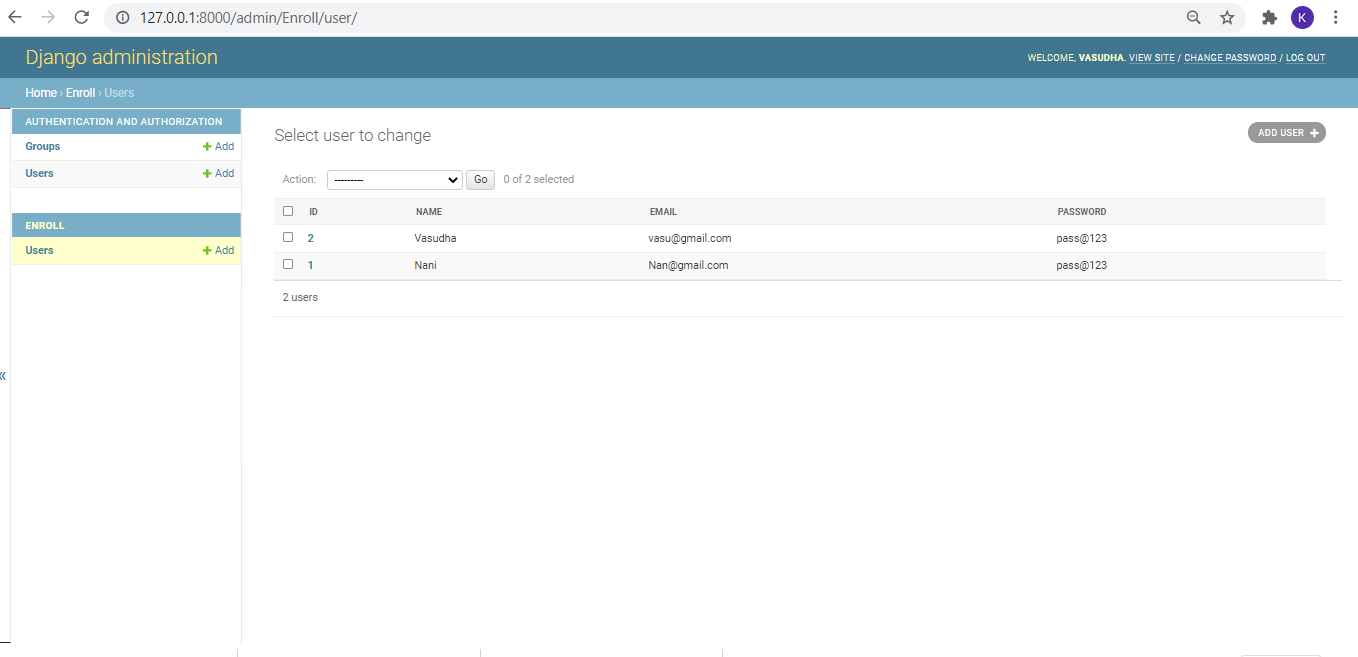 127.0.0.1:8000/admin/Enroll/user/
K
Django administration
WELCOME, VASUDHA. VIEW SITE / CHANGE PASSWORD / LOG OUT
Home › Enroll › Users
AUTHENTICATION AND AUTHORIZATION
Groups + Add
Users + Add
ENROLL
Users + Add
«
Select user to change
ADD USER +
Action: --------- Go 0 of 2 selected
ID NAME EMAIL PASSWORD
2 Vasudha vasu@gmail.com pass@123
1 Nani Nan@gmail.com pass@123
2 users